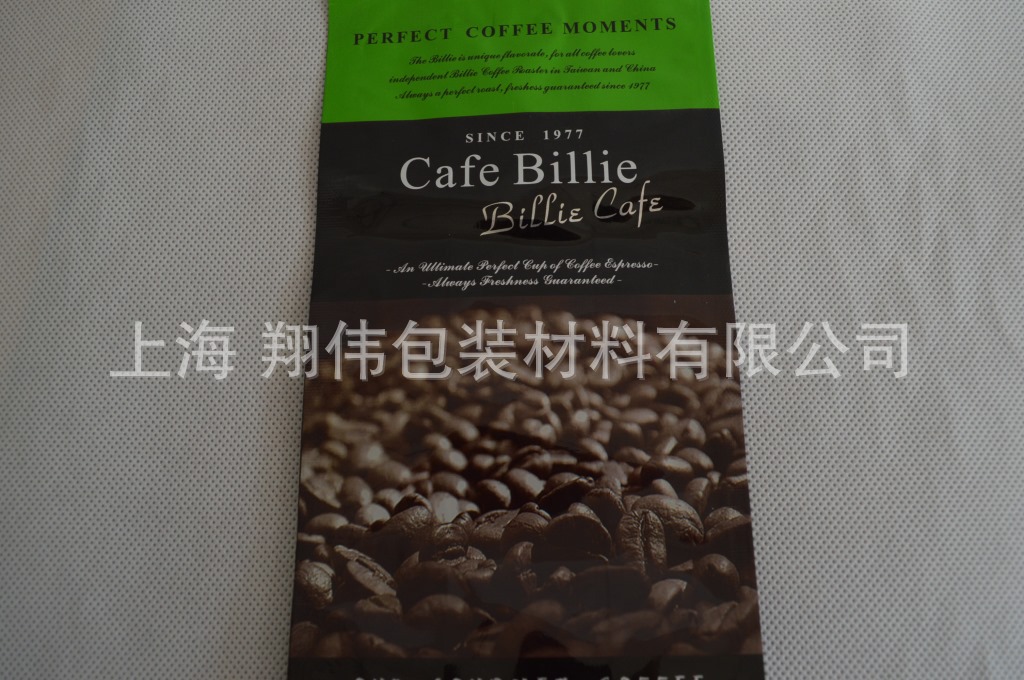 PERFECT COFFEE MOMENTS
The Billie is unique flavorate, for all coffee lovers
independent Billie Coffee Roaster in Taiwan and China
Always a perfect roast, freshess guaranteed since 1977
SINCE 1977
Cafe Billie
Billie Cafe
-An Ultimate Perfect Cup of Coffee Espresso-
-Always Freshness Guaranteed-
上海 翔伟包装材料有限公司